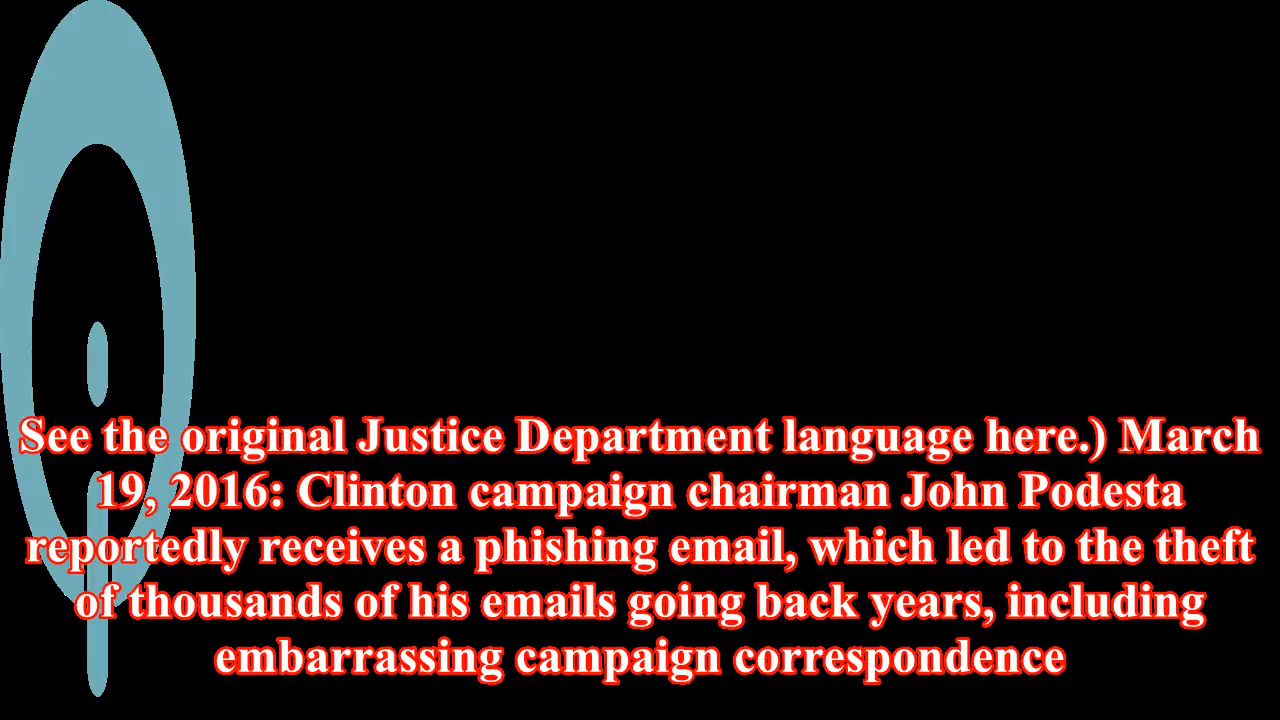 See the original Justice Department language here.) March
19, 2016: Clinton campaign chairman John Podesta
reportedly receives a phishing email, which led to the theft
of thousands of his emails going back years, including
embarrassing campaign correspondence